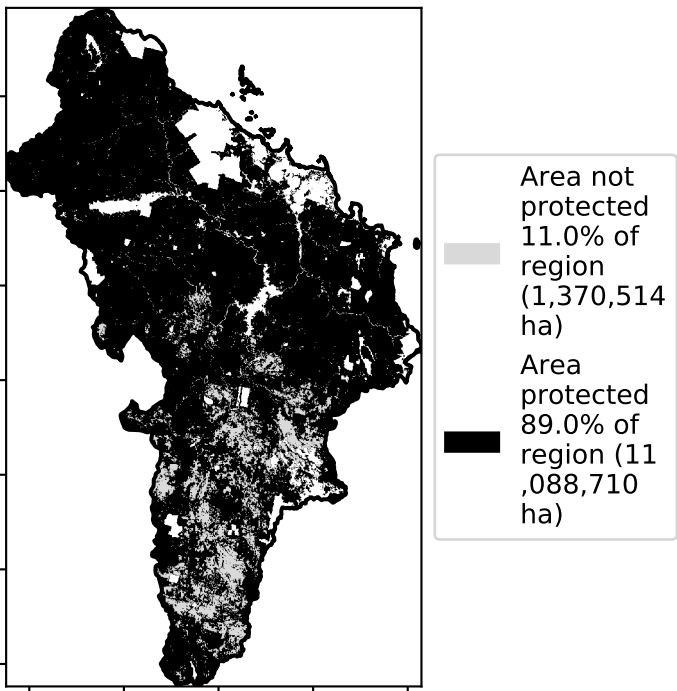 Area not
protected
11.0% of
region
(1,370,514
ha)
Area
protected
89.0% of
region (11
,088,710
ha)